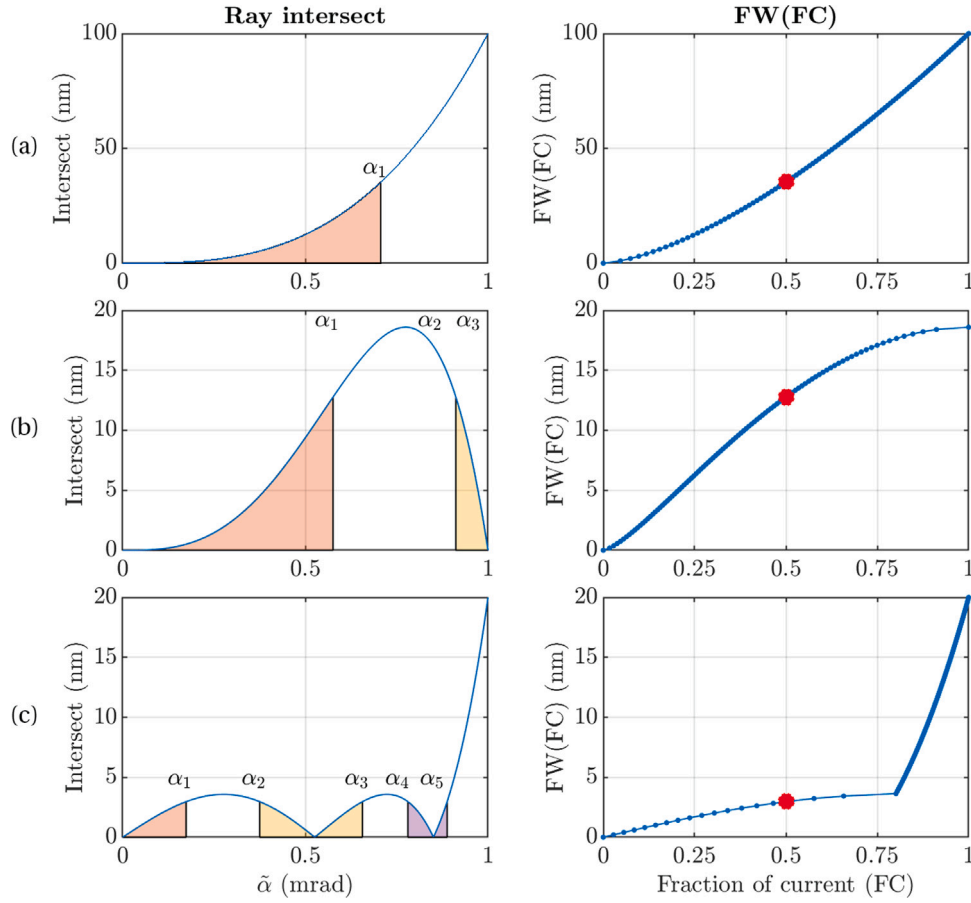 Ray intersect
FW(FC)
(a)
Intersect (nm)
100
50
0
α₁
0 0.5 1
FW(FC) (nm)
100
50
0
0 0.25 0.5 0.75 1
(b)
Intersect (nm)
20
15
10
5
0
α₁ α₂ α₃
0 0.5 1
FW(FC) (nm)
20
15
10
5
0
0 0.25 0.5 0.75 1
(c)
Intersect (nm)
20
15
10
5
0
α₁ α₂ α₃ α₄ α₅
0 0.5 1
α̃ (mrad)
FW(FC) (nm)
20
15
10
5
0
0 0.25 0.5 0.75 1
Fraction of current (FC)